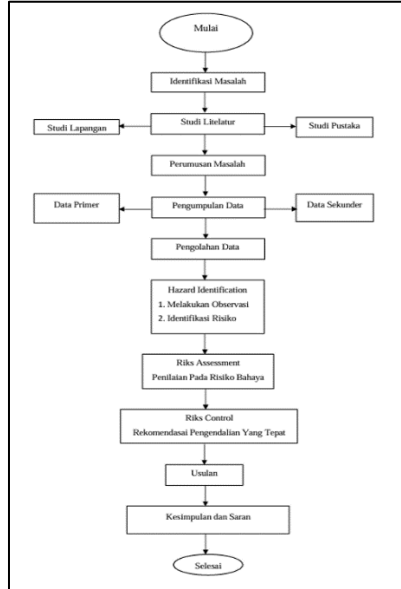 Mulai
Identifikasi Masalah
Studi Lapangan
Studi Litelatur
Studi Pustaka
Perumusan Masalah
Data Primer
Pengumpulan Data
Data Sekunder
Pengolahan Data
Hazard Identification
1. Melakukan Observasi
2. Identifikasi Risiko
Riks Assessment
Penilaian Pada Risiko Bahaya
Riks Control
Rekomendasai Pengendalian Yang Tepat
Usulan
Kesimpulan dan Saran
Selesai